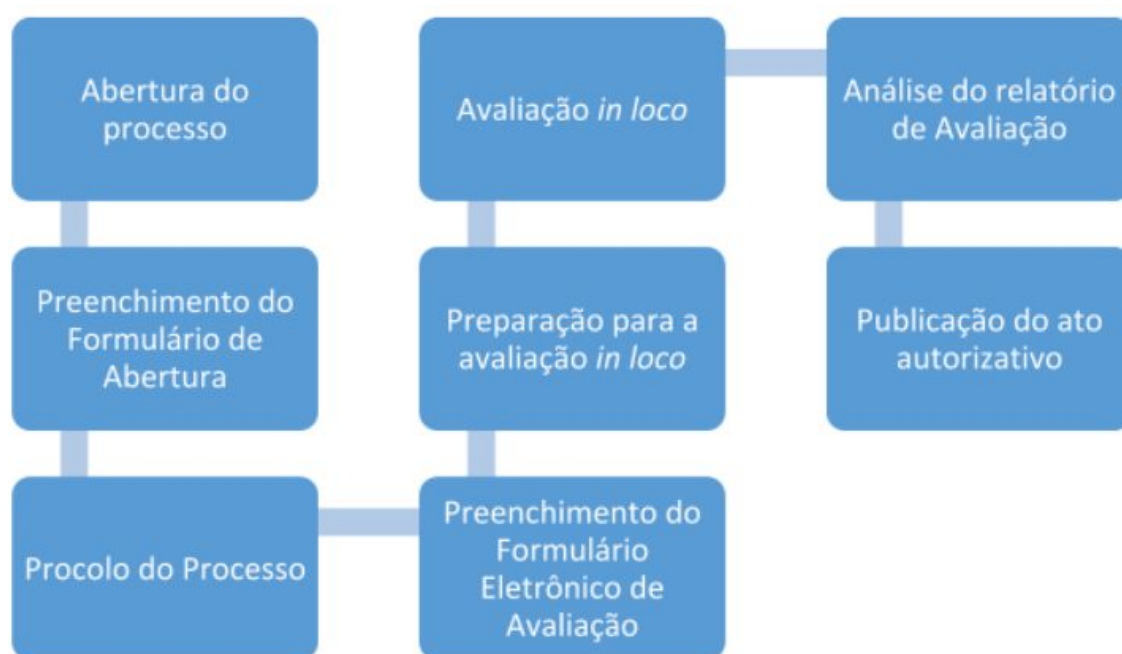 Abertura do
processo
Preenchimento do
Formulário de
Abertura
Procolo do Processo
Preenchimento do
Formulário
Eletrônico de
Avaliação
Preparação para a
avaliação in loco
Avaliação in loco
Análise do relatório
de Avaliação
Publicação do ato
autorizativo